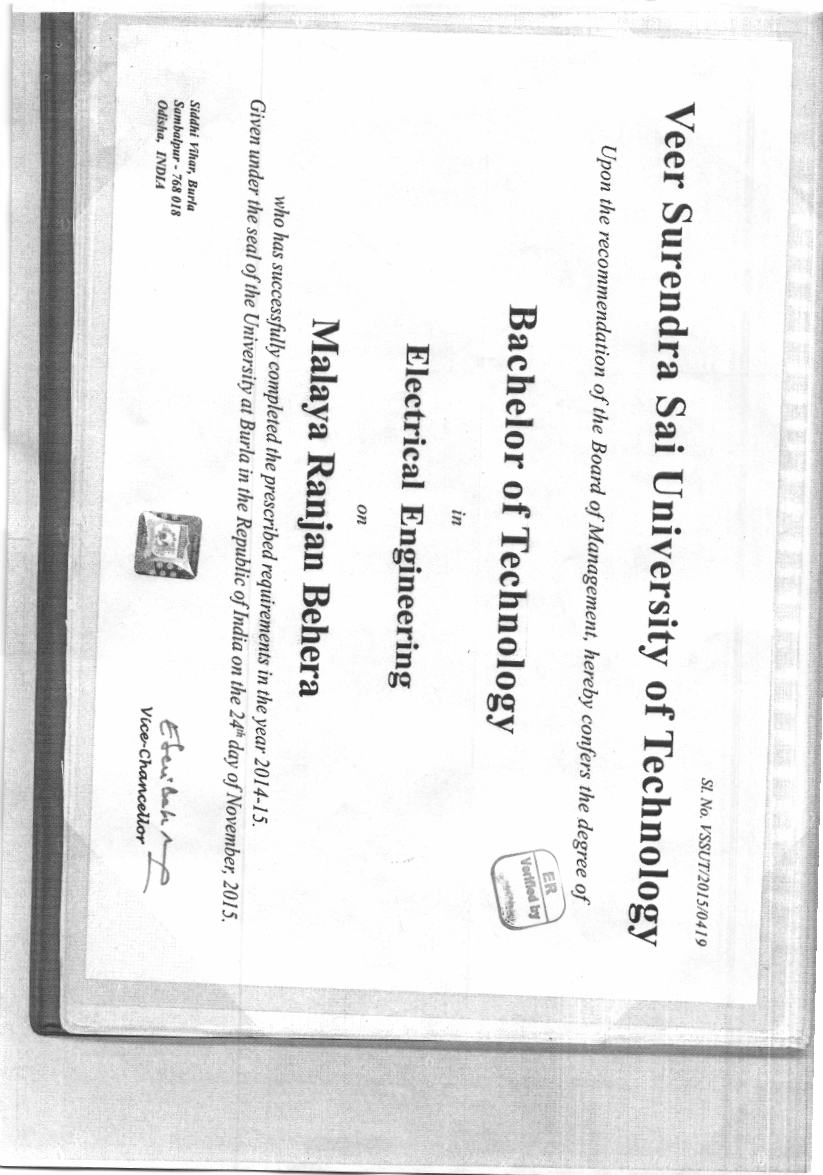 Sl. No. VSSUT/2015/0419
Veer Surendra Sai University of Technology
Upon the recommendation of the Board of Management, hereby confers the degree of
Bachelor of Technology
in
Electrical Engineering
on
Malaya Ranjan Behera
who has successfully completed the prescribed requirements in the year 2014-15.
Given under the seal of the University at Burla in the Republic of India on the 24th day of November, 2015.
Siddhi Vihar, Burla
Sambalpur - 768 018
Odisha, INDIA
Vice-Chancellor
ER
Verified by